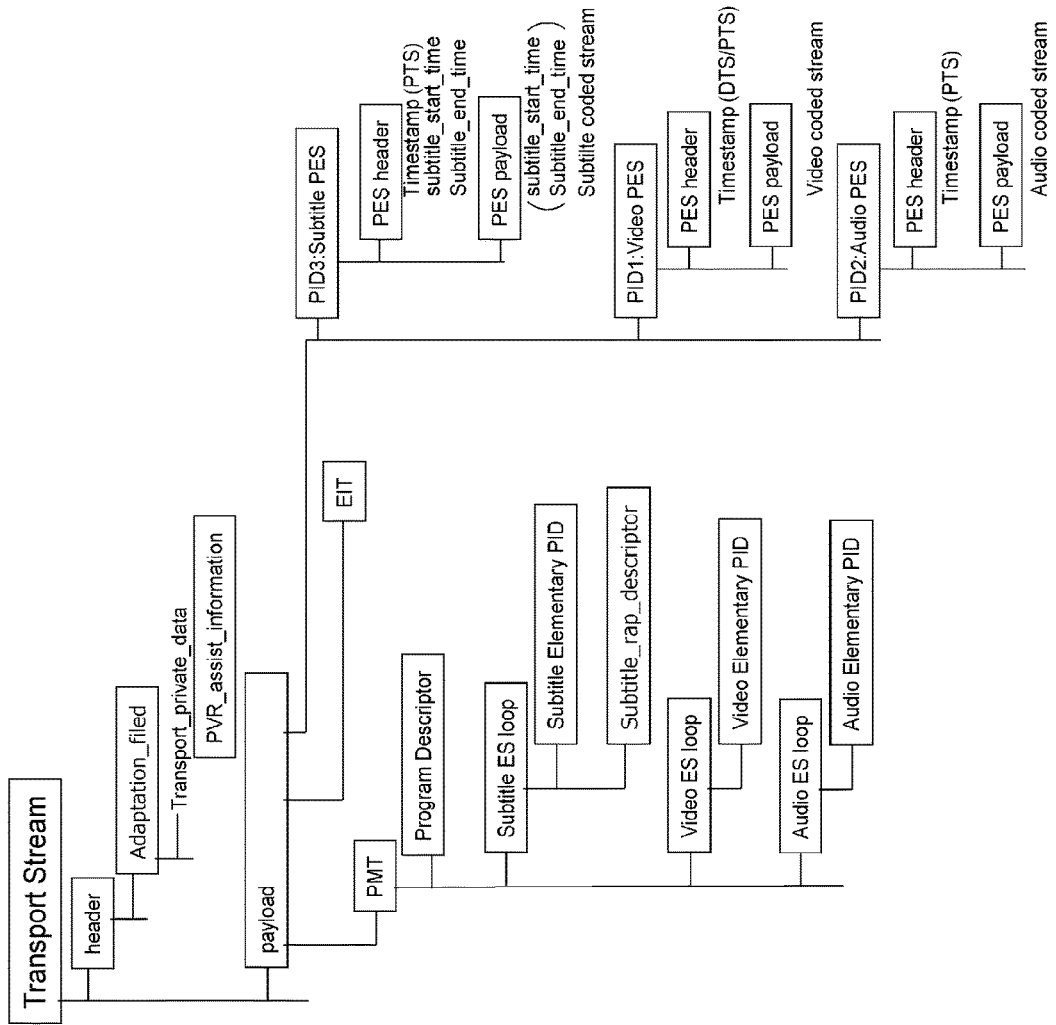 Transport Stream
header
Adaptation_filed
Transport_private_data
PVR_assist_information
payload
PMT
Program Descriptor
Subtitle ES loop
Subtitle Elementary PID
Subtitle_rap_descriptor
Video ES loop
Video Elementary PID
Audio ES loop
Audio Elementary PID
EIT
PID3:Subtitle PES
PES header
Timestamp (PTS)
subtitle_start_time
Subtitle_end_time
PES payload
(subtitle_start_time)
(Subtitle_end_time)
Subtilte coded stream
PID1:Video PES
PES header
Timestamp (DTS/PTS)
PES payload
Video coded stream
PID2:Audio PES
PES header
Timestamp (PTS)
PES payload
Audio coded stream